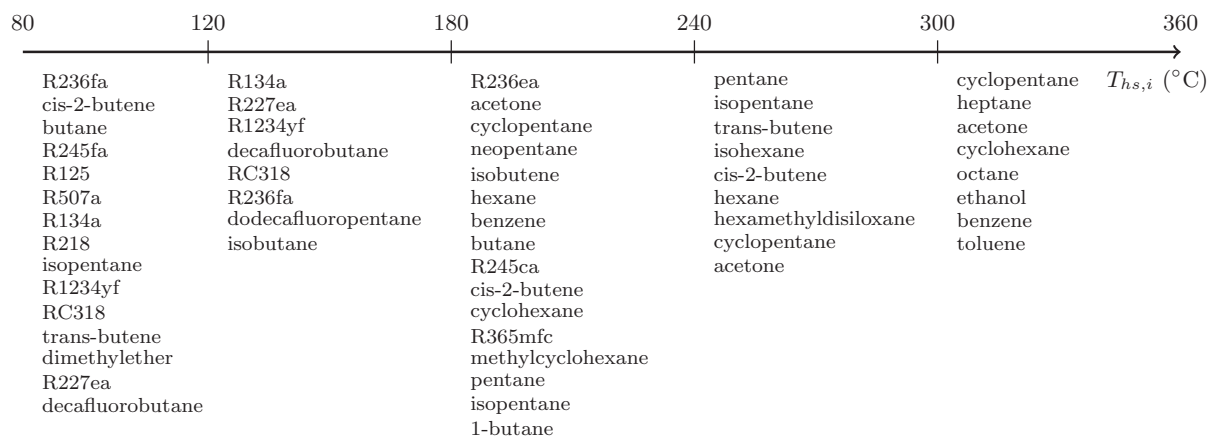 80 120 180 240 300 360
T_{hs,i} (°C)
R236fa
cis-2-butene
butane
R245fa
R125
R507a
R134a
R218
isopentane
R1234yf
RC318
trans-butene
dimethylether
R227ea
decafluorobutane
R134a
R227ea
R1234yf
decafluorobutane
RC318
R236fa
dodecafluoropentane
isobutane
R236ea
acetone
cyclopentane
neopentane
isobutene
hexane
benzene
butane
R245ca
cis-2-butene
cyclohexane
R365mfc
methylcyclohexane
pentane
isopentane
1-butane
pentane
isopentane
trans-butene
isohexane
cis-2-butene
hexane
hexamethyldisiloxane
cyclopentane
acetone
cyclopentane
heptane
acetone
cyclohexane
octane
ethanol
benzene
toluene